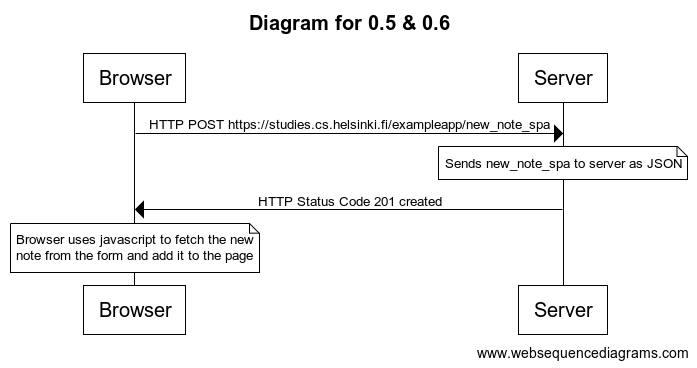 Diagram for 0.5 & 0.6
Browser
Server
HTTP POST https://studies.cs.helsinki.fi/exampleapp/new_note_spa
Sends new_note_spa to server as JSON
HTTP Status Code 201 created
Browser uses javascript to fetch the new
note from the form and add it to the page
Browser
Server
www.websequencediagrams.com